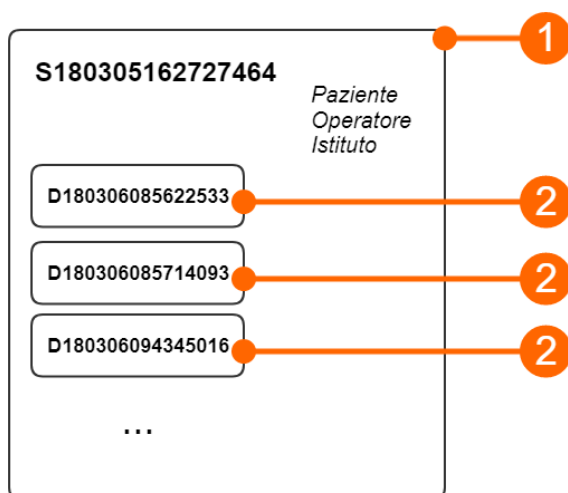 1
S180305162727464
Paziente
Operatore
Istituto
D180306085622533
2
D180306085714093
2
D180306094345016
2
...